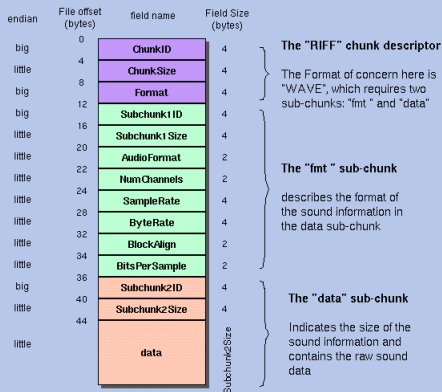 endian File offset (bytes) field name Field Size (bytes)
0
big ChunkID 4
4
little ChunkSize 4
8
big Format 4
12
big Subchunk1ID 4
16
little Subchunk1Size 4
20
little AudioFormat 2
22
little NumChannels 2
24
little SampleRate 4
28
little ByteRate 4
32
little BlockAlign 2
34
little BitsPerSample 2
36
big Subchunk2ID 4
40
little Subchunk2Size 4
44
little data Subchunk2Size
The "RIFF" chunk descriptor
The Format of concern here is
"WAVE", which requires two
sub-chunks: "fmt " and "data"
The "fmt " sub-chunk
describes the format of
the sound information in
the data sub-chunk
The "data" sub-chunk
Indicates the size of the
sound information and
contains the raw sound
data